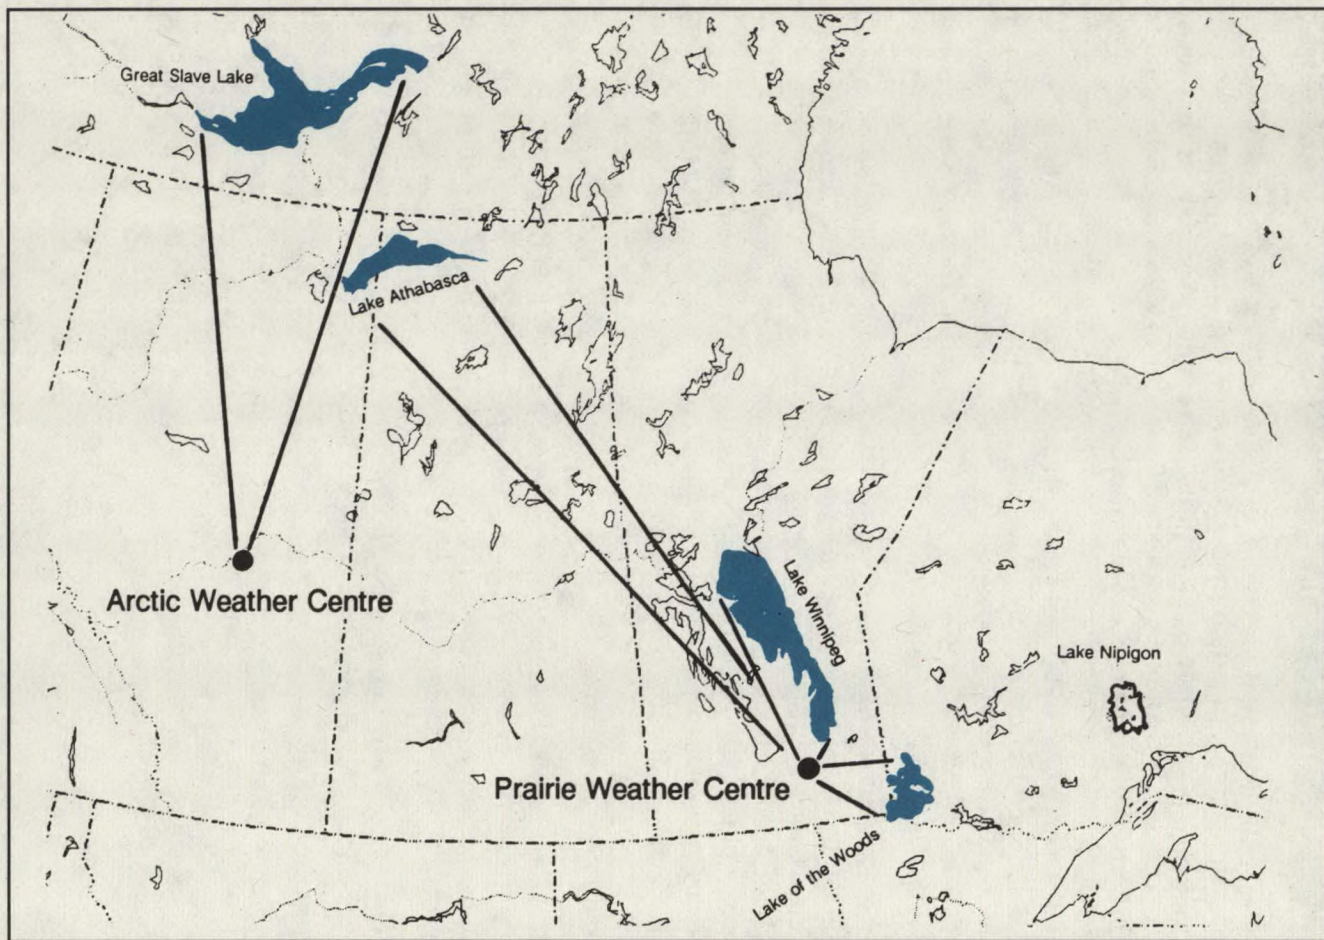 Great Slave Lake
Lake Athabasca
Arctic Weather Centre
Lake Winnipeg
Lake Nipigon
Prairie Weather Centre
Lake of the Woods